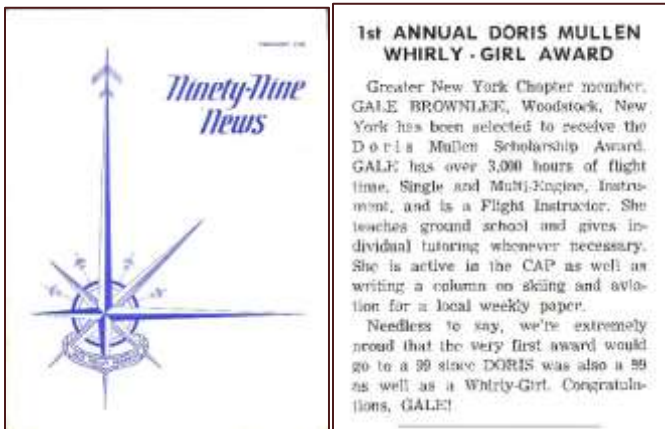 Ninety-Nine
News
1st ANNUAL DORIS MULLEN
WHIRLY - GIRL AWARD
Greater New York Chapter member,
GALE BROWNLEE, Woodstock, New
York has been selected to receive the
Doris Mullen Scholarship Award.
GALE has over 3,000 hours of flight
time, Single and Multi-Engine, Instru-
ment, and is a Flight Instructor. She
teaches ground school and gives in-
dividual tutoring whenever necessary.
She is active in the CAP as well as
writing a column on skiing and avia-
tion for a local weekly paper.
Needless to say, we're extremely
proud that the very first award would
go to a 99 since DORIS was also a 99
as well as a Whirly-Girl. Congratula-
tions, GALE!